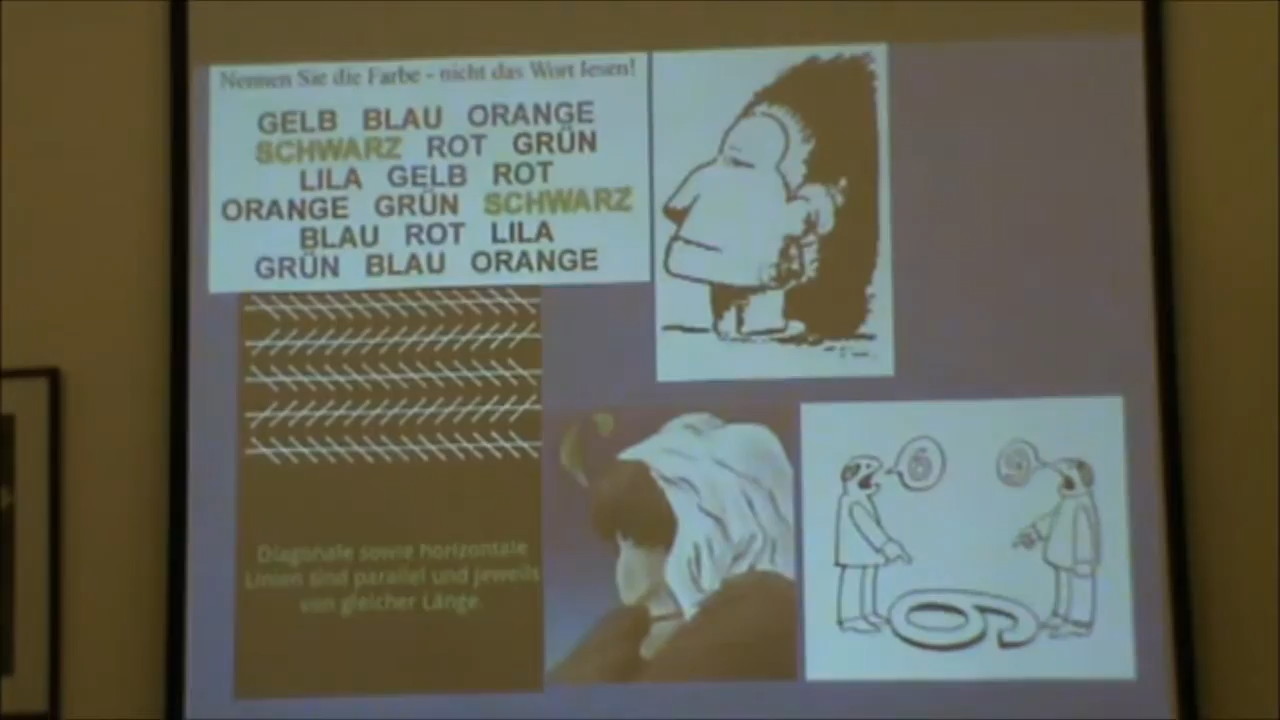 Nennen Sie die Farbe - nicht das Wort lesen!
GELB BLAU ORANGE
SCHWARZ ROT GRÜN
LILA GELB ROT
ORANGE GRÜN SCHWARZ
BLAU ROT LILA
GRÜN BLAU ORANGE
Diagonale sowie horizontale
Linien sind parallel und jeweils
von gleicher Länge.
6
9
6